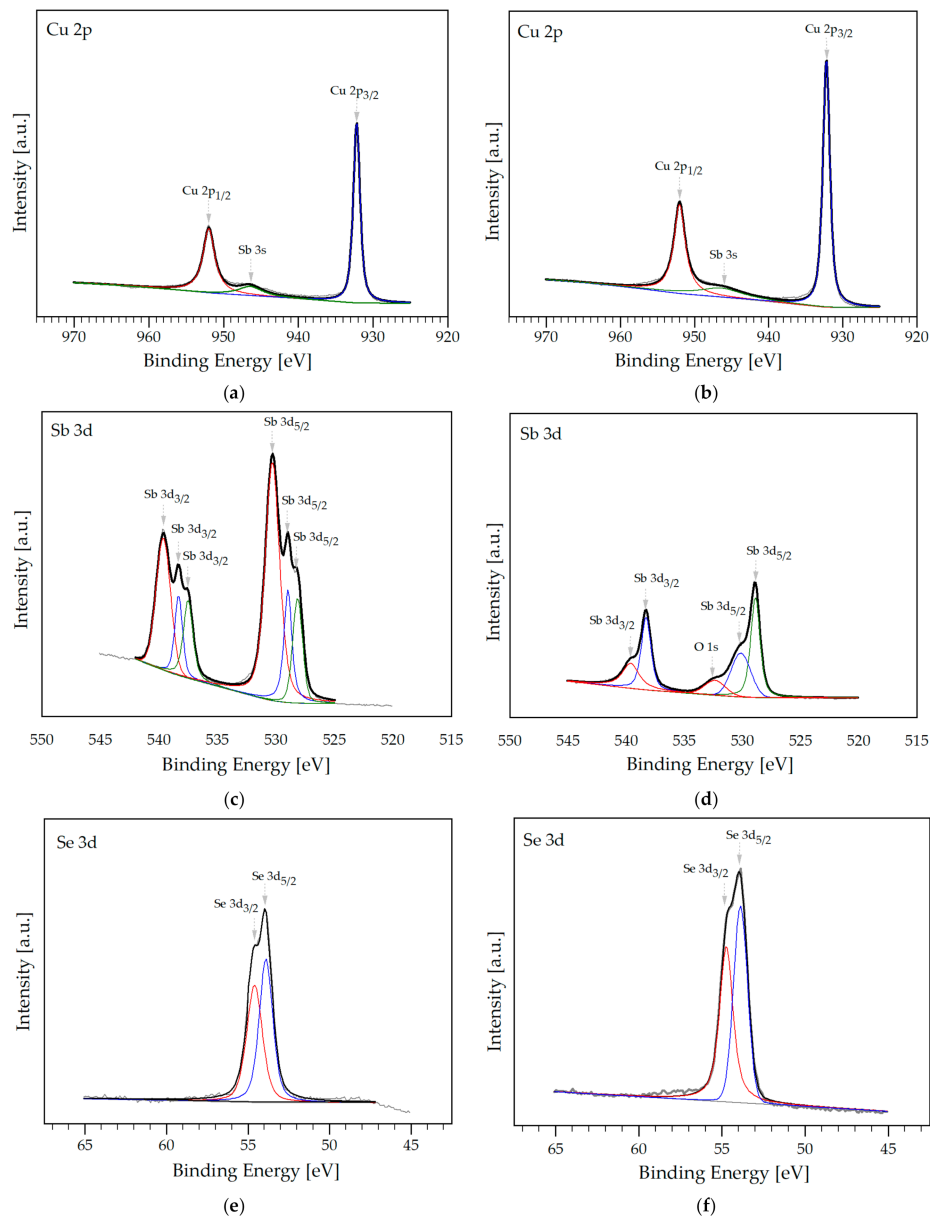 Cu 2p
Cu 2p3/2
Cu 2p1/2
Sb 3s
Intensity [a.u.]
970 960 950 940 930 920
Binding Energy [eV]
(a)
Cu 2p
Cu 2p3/2
Cu 2p1/2
Sb 3s
Intensity [a.u.]
970 960 950 940 930 920
Binding Energy [eV]
(b)
Sb 3d
Sb 3d5/2
Sb 3d3/2
Sb 3d5/2
Sb 3d3/2
Sb 3d5/2
Sb 3d3/2
Intensity [a.u.]
550 545 540 535 530 525 520 515
Binding Energy [eV]
(c)
Sb 3d
Sb 3d5/2
Sb 3d3/2
Sb 3d5/2
Sb 3d3/2
O 1s
Intensity [a.u.]
550 545 540 535 530 525 520 515
Binding Energy [eV]
(d)
Se 3d
Se 3d5/2
Se 3d3/2
Intensity [a.u.]
65 60 55 50 45
Binding Energy [eV]
(e)
Se 3d
Se 3d5/2
Se 3d3/2
Intensity [a.u.]
65 60 55 50 45
Binding Energy [eV]
(f)